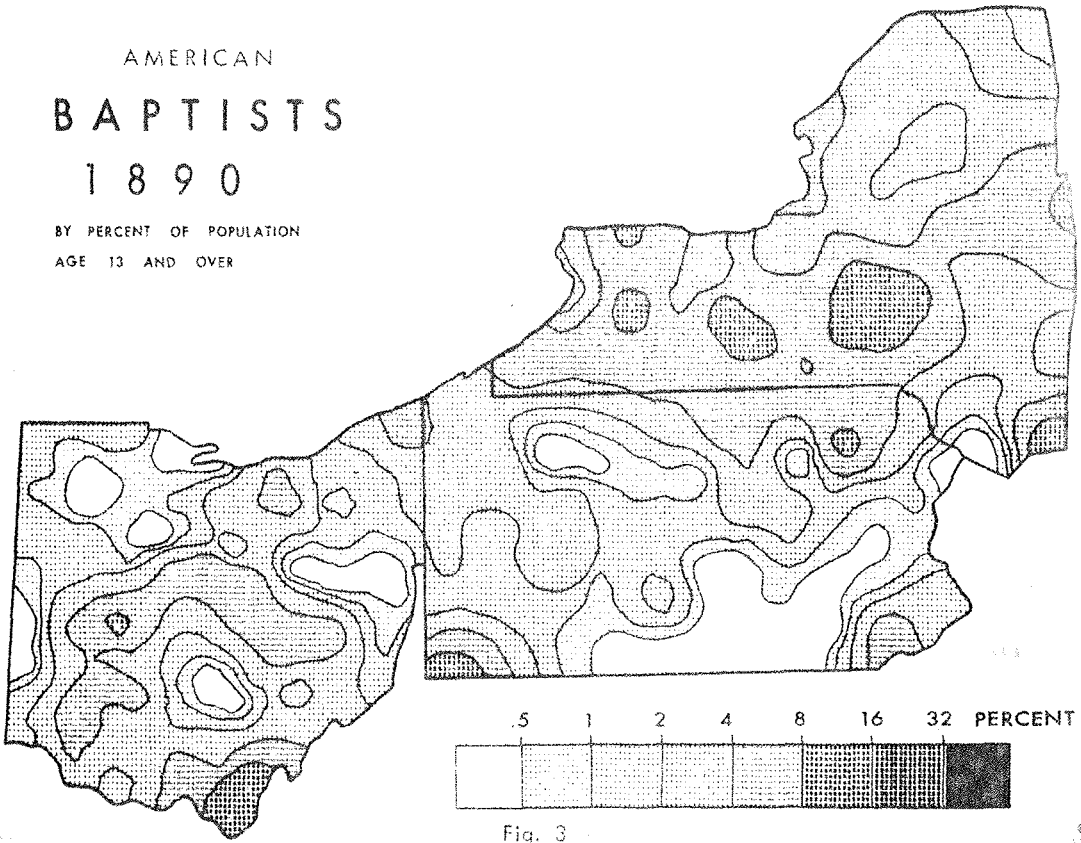 AMERICAN
BAPTISTS
1890
BY PERCENT OF POPULATION
AGE 13 AND OVER
.5 1 2 4 8 16 32 PERCENT
Fig. 3